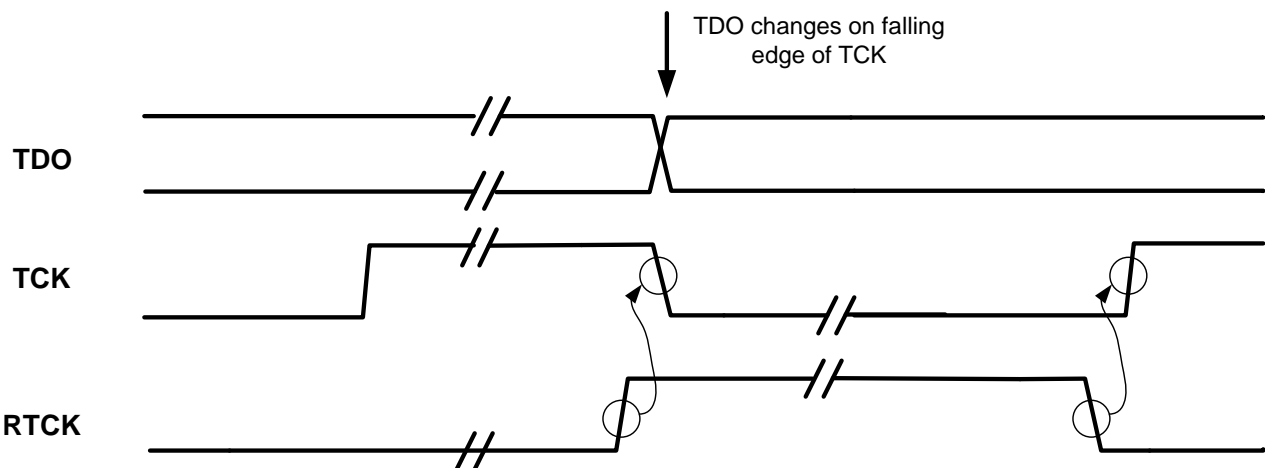 TDO changes on falling
edge of TCK
TDO
TCK
RTCK